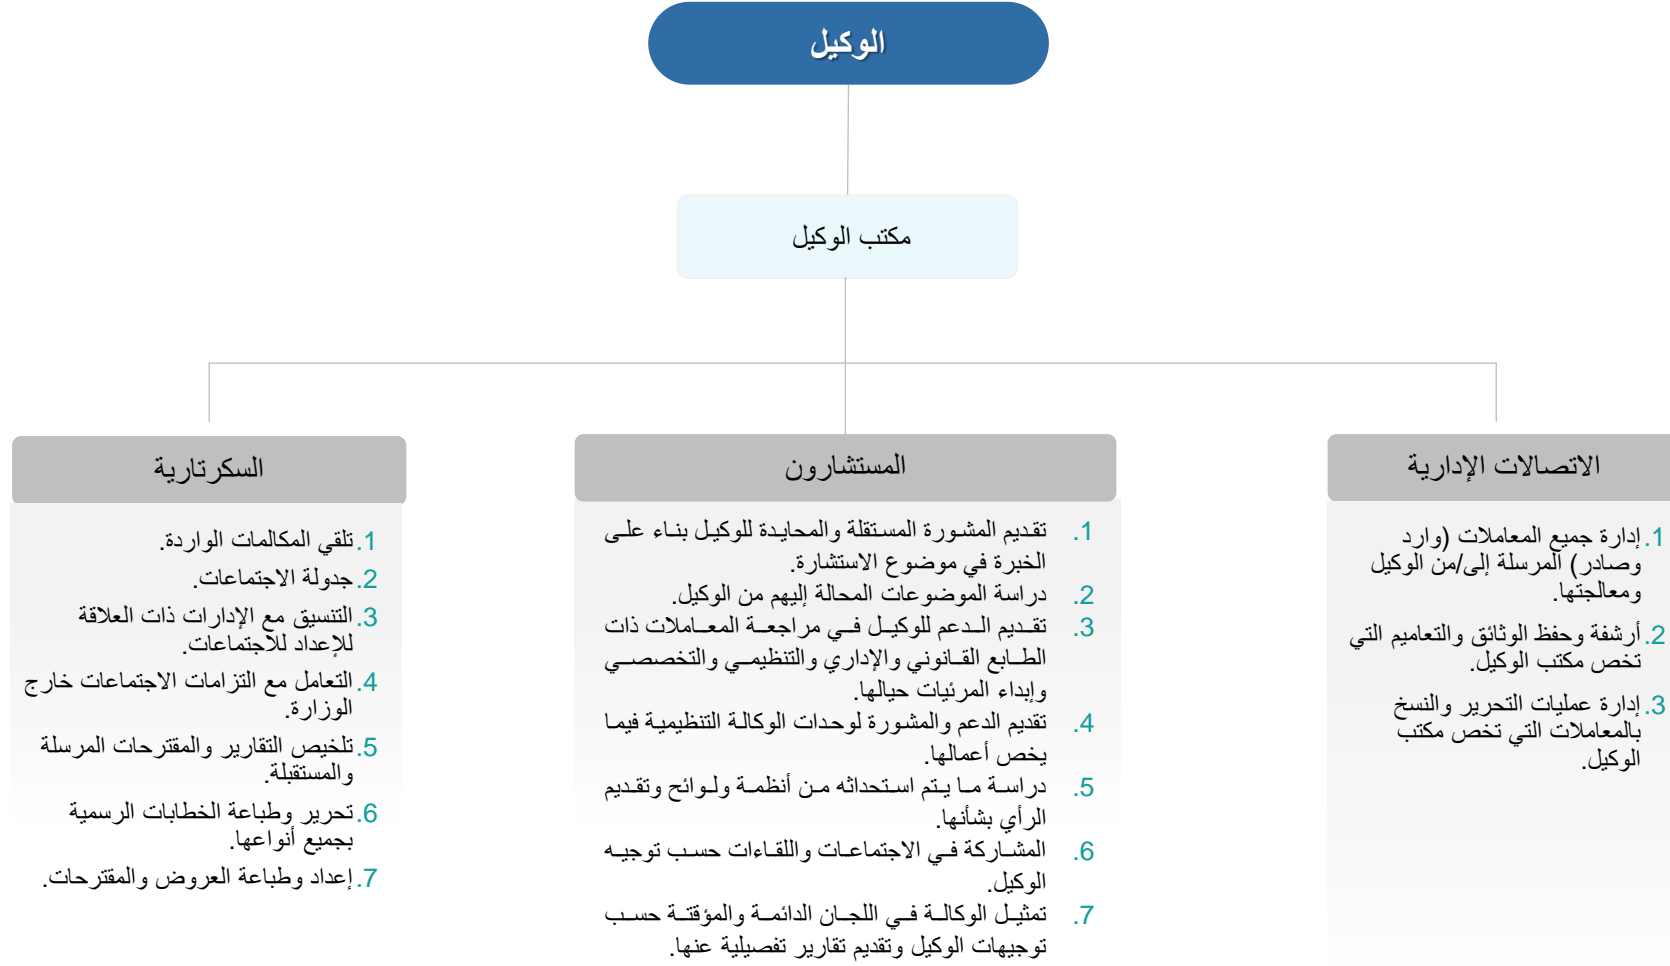 الوكيل
مكتب الوكيل
الاتصالات الإدارية
1. إدارة جميع المعاملات (وارد
وصادر) المرسلة إلى/من الوكيل
ومعالجتها.
2. أرشفة وحفظ الوثائق والتعاميم التي
تخص مكتب الوكيل.
3. إدارة عمليات التحرير والنسخ
بالمعاملات التي تخص مكتب
الوكيل.
المستشارون
1. تقديم المشورة المستقلة والمحايدة للوكيل بناء على
الخبرة في موضوع الاستشارة.
2. دراسة الموضوعات المحالة إليهم من الوكيل.
3. تقديم الدعم للوكيل في مراجعة المعاملات ذات
الطابع القانوني والإداري والتنظيمي والتخصصي
وإبداء المرئيات حيالها.
4. تقديم الدعم والمشورة لوحدات الوكالة التنظيمية فيما
يخص أعمالها.
5. دراسة ما يتم استحداثه من أنظمة ولوائح وتقديم
الرأي بشأنها.
6. المشاركة في الاجتماعات واللقاءات حسب توجيه
الوكيل.
7. تمثيل الوكالة في اللجان الدائمة والمؤقتة حسب
توجيهات الوكيل وتقديم تقارير تفصيلية عنها.
السكرتارية
1. تلقي المكالمات الواردة.
2. جدولة الاجتماعات.
3. التنسيق مع الإدارات ذات العلاقة
للإعداد للاجتماعات.
4. التعامل مع التزامات الاجتماعات خارج
الوزارة.
5. تلخيص التقارير والمقترحات المرسلة
والمستقبلة.
6. تحرير وطباعة الخطابات الرسمية
بجميع أنواعها.
7. إعداد وطباعة العروض والمقترحات.